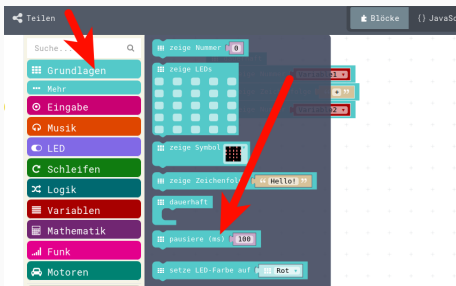 Teilen
Blöcke
{} JavaSc
Suche...
zeige Nummer 0
Grundlagen
zeige LEDs
Mehr
Eingabe
Musik
LED
zeige Symbol
Schleifen
zeige Zeichenfol " Hello! "
Logik
dauerhaft
Variablen
Mathematik
pausiere (ms) 100
Funk
Motoren
setze LED-Farbe auf Rot